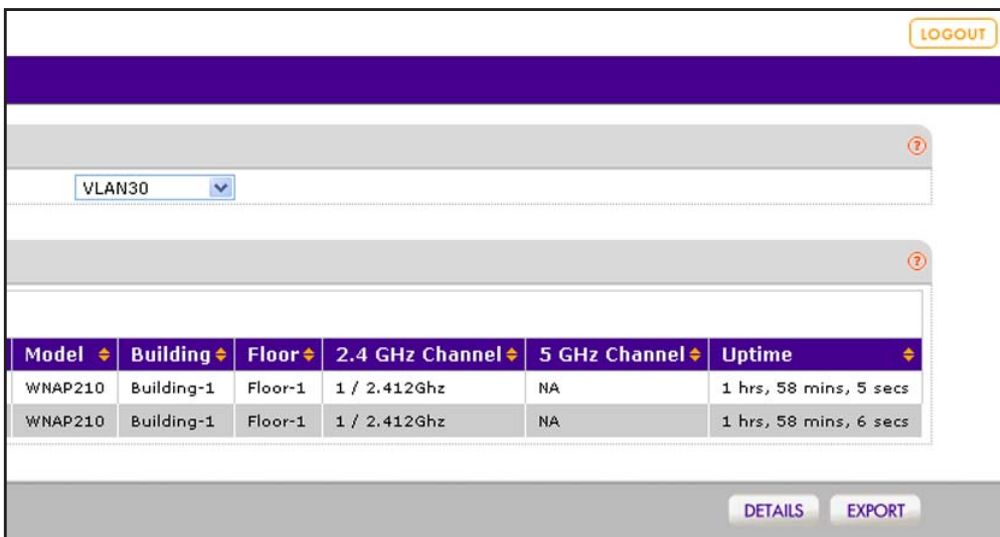 LOGOUT
?
VLAN30
?
Model Building Floor 2.4 GHz Channel 5 GHz Channel Uptime
WNAP210 Building-1 Floor-1 1 / 2.412Ghz NA 1 hrs, 58 mins, 5 secs
WNAP210 Building-1 Floor-1 1 / 2.412Ghz NA 1 hrs, 58 mins, 6 secs
DETAILS EXPORT